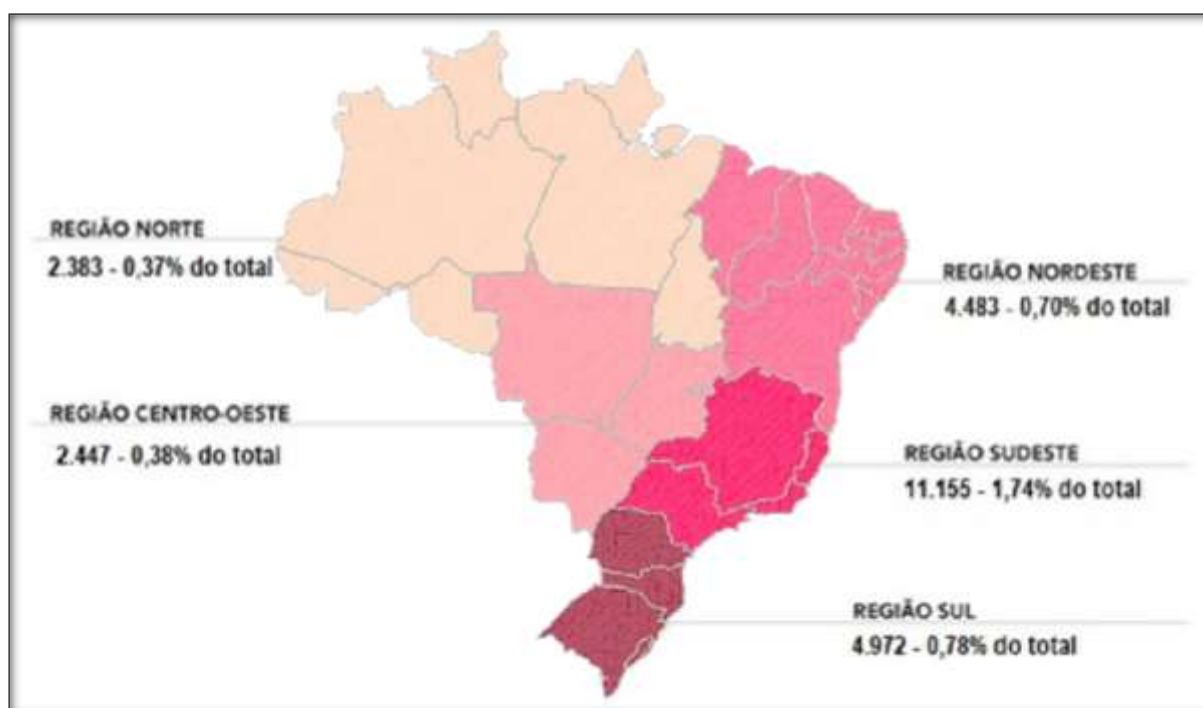 REGIÃO NORTE
2.383 - 0,37% do total
REGIÃO NORDESTE
4.483 - 0,70% do total
REGIÃO CENTRO-OESTE
2.447 - 0,38% do total
REGIÃO SUDESTE
11.155 - 1,74% do total
REGIÃO SUL
4.972 - 0,78% do total